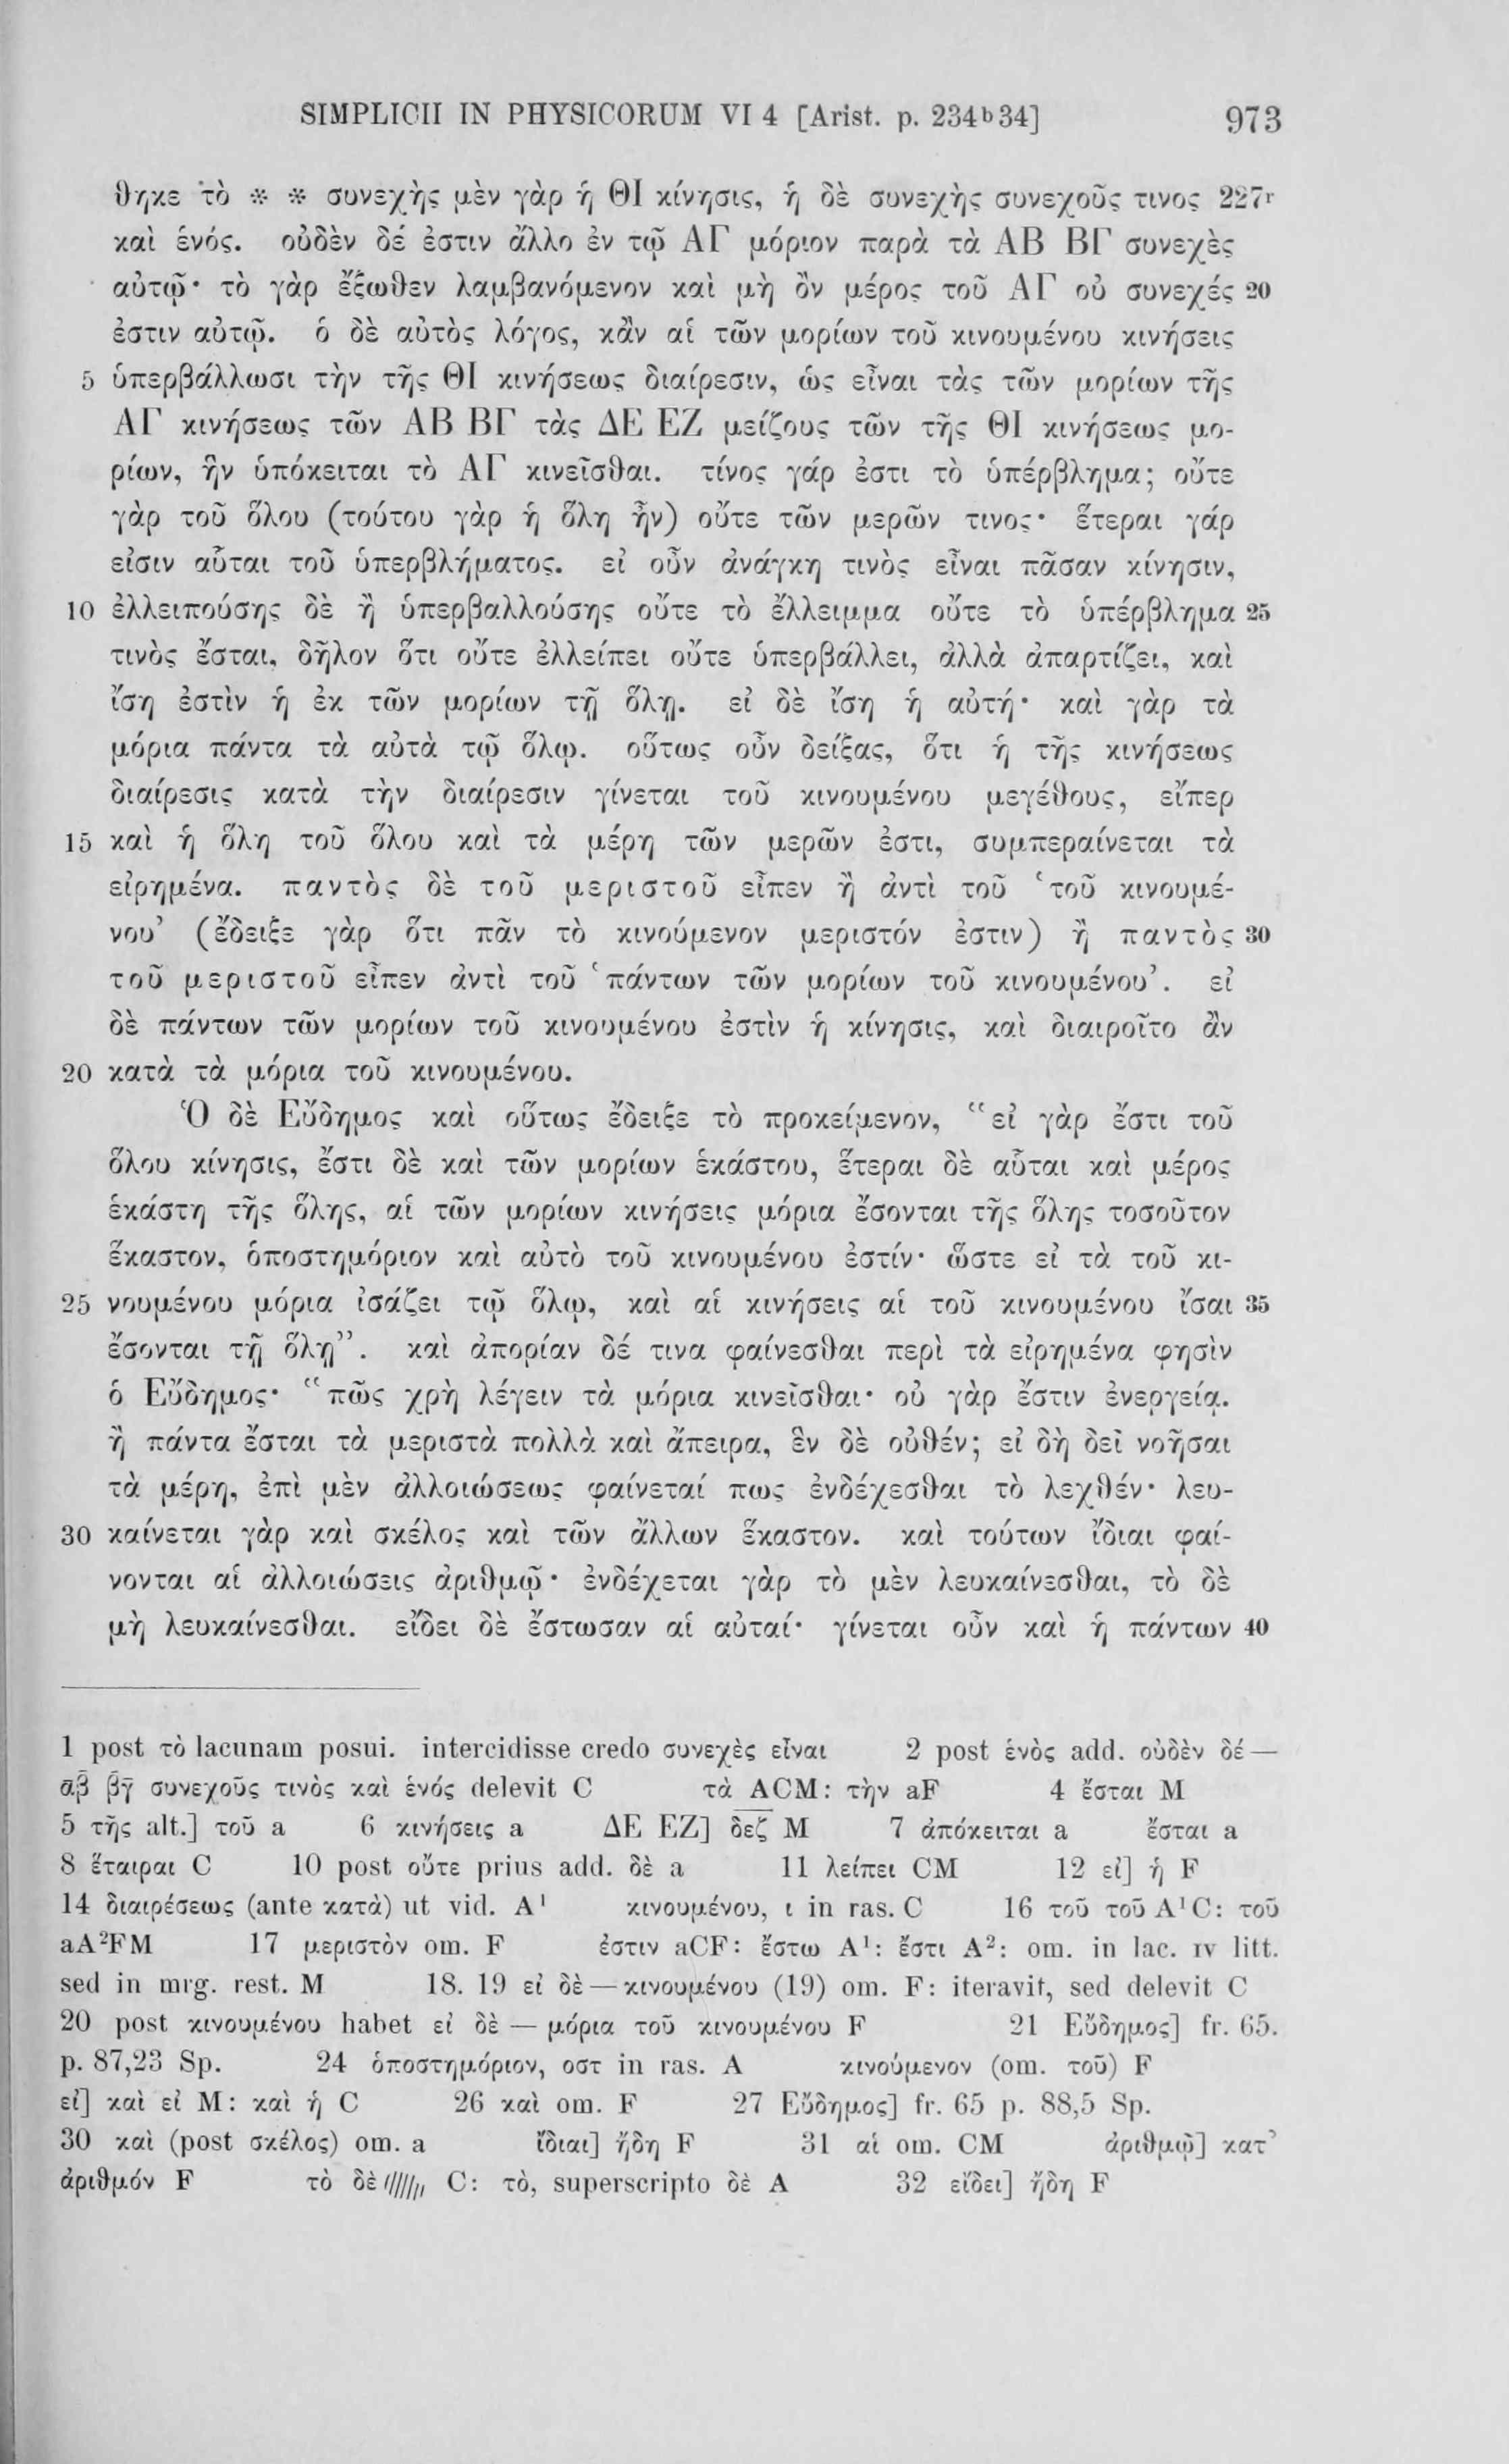 SIMPLICII IN PHYSICORUM VI 4 [Arist. p. 234ᵇ34] 973
θηκε τὸ * * συνεχὴς μὲν γὰρ ἡ ΘΙ κίνησις, ἡ δὲ συνεχὴς συνεχοῦς τινος 227ʳ
καὶ ἑνός. οὐδὲν δέ ἐστιν ἄλλο ἐν τῷ ΑΓ μόριον παρὰ τὰ ΑΒ ΒΓ συνεχὲς
αὐτῷ· τὸ γὰρ ἔξωθεν λαμβανόμενον καὶ μὴ ὂν μέρος τοῦ ΑΓ οὐ συνεχές 20
ἐστιν αὐτῷ. ὁ δὲ αὐτὸς λόγος, κἂν αἱ τῶν μορίων τοῦ κινουμένου κινήσεις
5 ὑπερβάλλωσι τὴν τῆς ΘΙ κινήσεως διαίρεσιν, ὡς εἶναι τὰς τῶν μορίων τῆς
ΑΓ κινήσεως τῶν ΑΒ ΒΓ τὰς ΔΕ ΕΖ μείζους τῶν τῆς ΘΙ κινήσεως μο-
ρίων, ἣν ὑπόκειται τὸ ΑΓ κινεῖσθαι. τίνος γάρ ἐστι τὸ ὑπέρβλημα; οὔτε
γὰρ τοῦ ὅλου (τούτου γὰρ ἡ ὅλη ἦν) οὔτε τῶν μερῶν τινος· ἕτεραι γάρ
εἰσιν αὗται τοῦ ὑπερβλήματος. εἰ οὖν ἀνάγκη τινὸς εἶναι πᾶσαν κίνησιν,
10 ἐλλειπούσης δὲ ἢ ὑπερβαλλούσης οὔτε τὸ ἔλλειμμα οὔτε τὸ ὑπέρβλημα 25
τινὸς ἔσται, δῆλον ὅτι οὔτε ἐλλείπει οὔτε ὑπερβάλλει, ἀλλὰ ἀπαρτίζει, καὶ
ἴση ἐστὶν ἡ ἐκ τῶν μορίων τῇ ὅλῃ. εἰ δὲ ἴση ἡ αὐτή· καὶ γὰρ τὰ
μόρια πάντα τὰ αὐτὰ τῷ ὅλῳ. οὕτως οὖν δείξας, ὅτι ἡ τῆς κινήσεως
διαίρεσις κατὰ τὴν διαίρεσιν γίνεται τοῦ κινουμένου μεγέθους, εἴπερ
15 καὶ ἡ ὅλη τοῦ ὅλου καὶ τὰ μέρη τῶν μερῶν ἐστι, συμπεραίνεται τὰ
εἰρημένα. παντὸς δὲ τοῦ μεριστοῦ εἶπεν ἢ ἀντὶ τοῦ ‘τοῦ κινουμέ-
νου’ (ἔδειξε γὰρ ὅτι πᾶν τὸ κινούμενον μεριστόν ἐστιν) ἢ παντὸς 30
τοῦ μεριστοῦ εἶπεν ἀντὶ τοῦ ‘πάντων τῶν μορίων τοῦ κινουμένου’. εἰ
δὲ πάντων τῶν μορίων τοῦ κινουμένου ἐστὶν ἡ κίνησις, καὶ διαιροῖτο ἂν
20 κατὰ τὰ μόρια τοῦ κινουμένου.
Ὁ δὲ Εὔδημος καὶ οὕτως ἔδειξε τὸ προκείμενον, “εἰ γὰρ ἔστι τοῦ
ὅλου κίνησις, ἔστι δὲ καὶ τῶν μορίων ἑκάστου, ἕτεραι δὲ αὗται καὶ μέρος
ἑκάστη τῆς ὅλης, αἱ τῶν μορίων κινήσεις μόρια ἔσονται τῆς ὅλης τοσοῦτον
ἕκαστον, ὁποστημόριον καὶ αὐτὸ τοῦ κινουμένου ἐστίν· ὥστε εἰ τὰ τοῦ κι-
25 νουμένου μόρια ἰσάζει τῷ ὅλῳ, καὶ αἱ κινήσεις αἱ τοῦ κινουμένου ἴσαι 35
ἔσονται τῇ ὅλῃ”. καὶ ἀπορίαν δέ τινα φαίνεσθαι περὶ τὰ εἰρημένα φησὶν
ὁ Εὔδημος· “πῶς χρὴ λέγειν τὰ μόρια κινεῖσθαι· οὐ γὰρ ἔστιν ἐνεργείᾳ.
ἢ πάντα ἔσται τὰ μεριστὰ πολλὰ καὶ ἄπειρα, ἓν δὲ οὐθέν; εἰ δὴ δεῖ νοῆσαι
τὰ μέρη, ἐπὶ μὲν ἀλλοιώσεως φαίνεταί πως ἐνδέχεσθαι τὸ λεχθέν· λευ-
30 καίνεται γὰρ καὶ σκέλος καὶ τῶν ἄλλων ἕκαστον. καὶ τούτων ἴδιαι φαί-
νονται αἱ ἀλλοιώσεις ἀριθμῷ· ἐνδέχεται γὰρ τὸ μὲν λευκαίνεσθαι, τὸ δὲ
μὴ λευκαίνεσθαι. εἴδει δὲ ἔστωσαν αἱ αὐταί· γίνεται οὖν καὶ ἡ πάντων 40
1 post τὸ lacunam posui. intercidisse credo συνεχὲς εἶναι 2 post ἑνὸς add. οὐδὲν δέ —
α̅β̅ β̅γ̅ συνεχοῦς τινὸς καὶ ἑνός delevit C τὰ ACM: τὴν aF 4 ἔσται M
5 τῆς alt.] τοῦ a 6 κινήσεις a ΔΕ ΕΖ] δ̅ε̅ζ̅ M 7 ἀπόκειται a ἔσται a
8 ἕταιραι C 10 post οὔτε prius add. δὲ a 11 λείπει CM 12 εἰ] ἡ F
14 διαιρέσεως (ante κατὰ) ut vid. A¹ κινουμένου, ι in ras. C 16 τοῦ τοῦ A¹C: τοῦ
aA²FM 17 μεριστὸν om. F ἐστιν aCF: ἔστω A¹: ἔστι A²: om. in lac. IV litt.
sed in mrg. rest. M 18. 19 εἰ δὲ — κινουμένου (19) om. F: iteravit, sed delevit C
20 post κινουμένου habet εἰ δὲ — μόρια τοῦ κινουμένου F 21 Εὔδημος] fr. 65.
p. 87,23 Sp. 24 ὁποστημόριον, οστ in ras. A κινούμενον (om. τοῦ) F
εἰ] καὶ εἰ M: καὶ ἡ C 26 καὶ om. F 27 Εὔδημος] fr. 65 p. 88,5 Sp.
30 καὶ (post σκέλος) om. a ἴδιαι] ἤδη F 31 αἱ om. CM ἀριθμῷ] κατ’
ἀριθμόν F τὸ δὲ ////// C: τὸ, superscripto δὲ A 32 εἴδει] ἤδη F